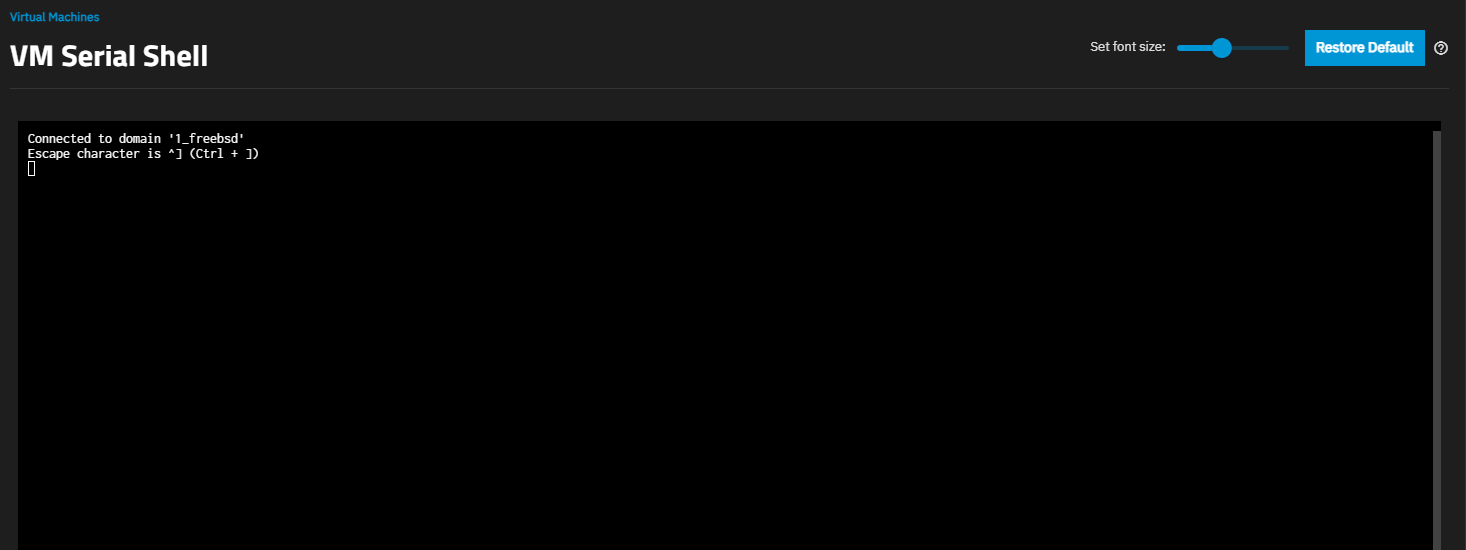 Virtual Machines
VM Serial Shell
Set font size:
Restore Default
Connected to domain '1_freebsd'
Escape character is ^] (Ctrl + ])